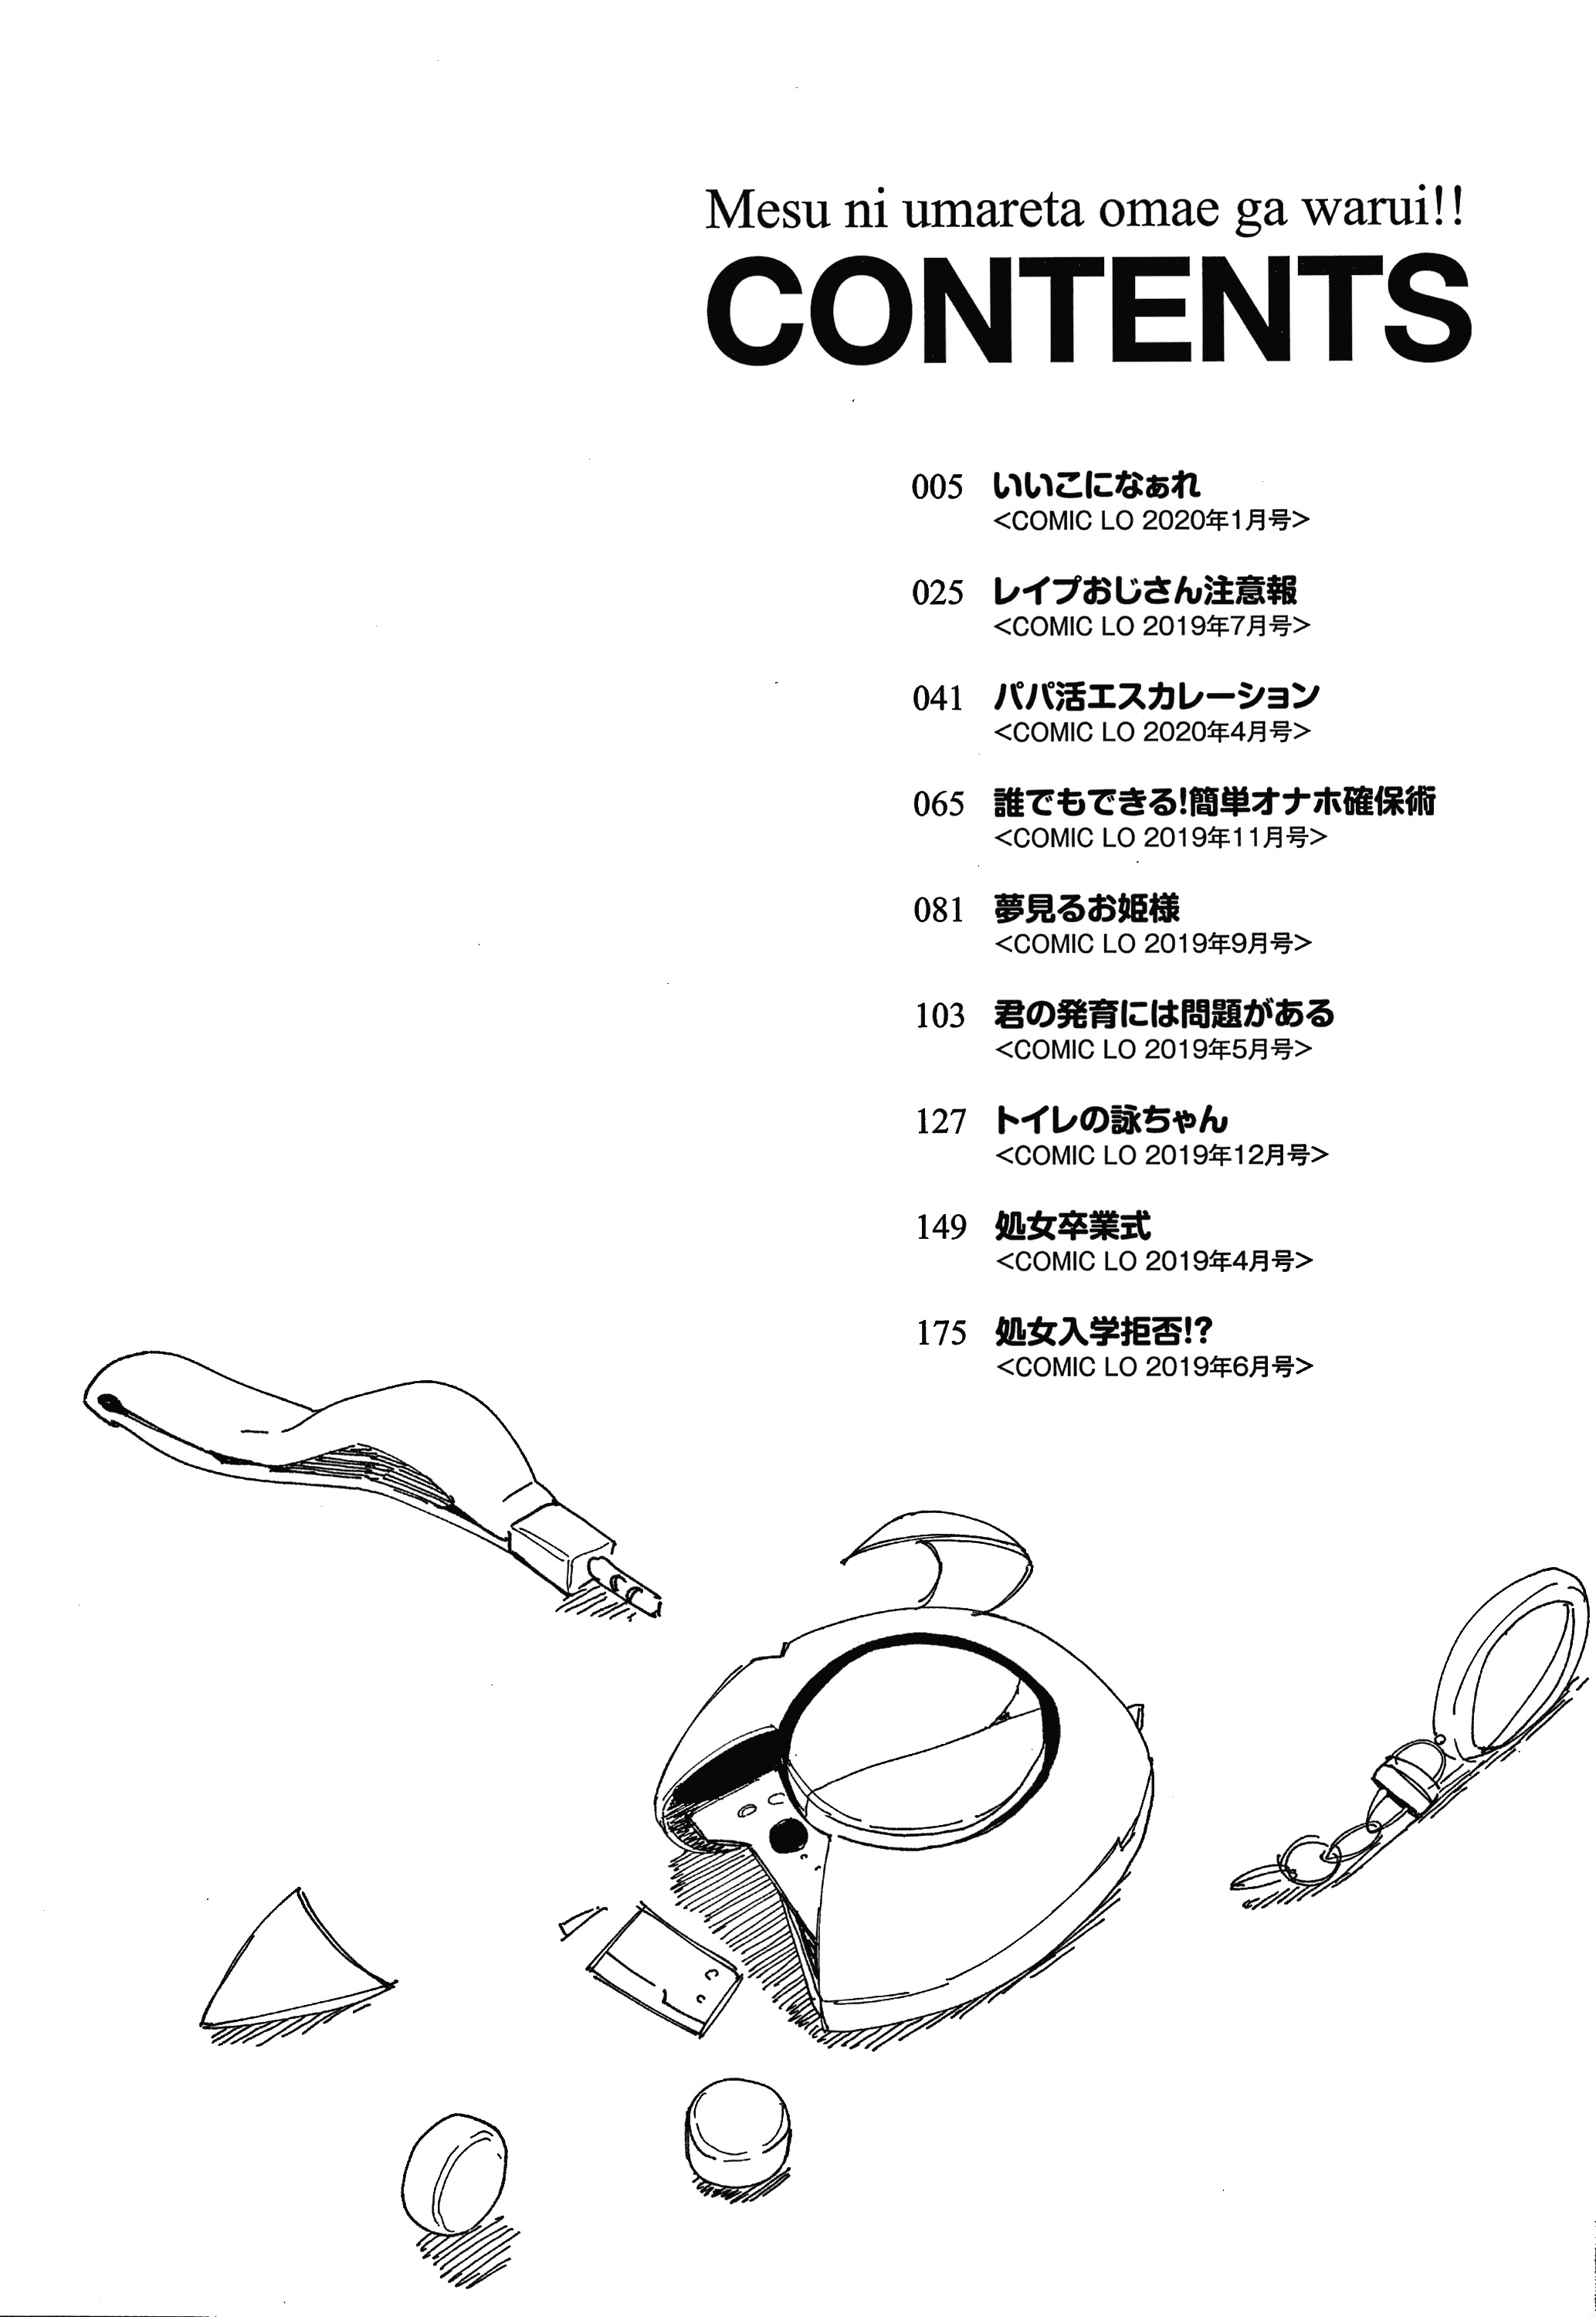 Mesu ni umareta omae ga warui!!
CONTENTS
005 いいこになぁれ
<COMIC LO 2020年1月号>
025 レイプおじさん注意報
<COMIC LO 2019年7月号>
041 パパ活エスカレーション
<COMIC LO 2020年4月号>
065 誰でもできる!簡単オナホ確保術
<COMIC LO 2019年11月号>
081 夢見るお姫様
<COMIC LO 2019年9月号>
103 君の発育には問題がある
<COMIC LO 2019年5月号>
127 トイレの詠ちゃん
<COMIC LO 2019年12月号>
149 処女卒業式
<COMIC LO 2019年4月号>
175 処女入学拒否!?
<COMIC LO 2019年6月号>